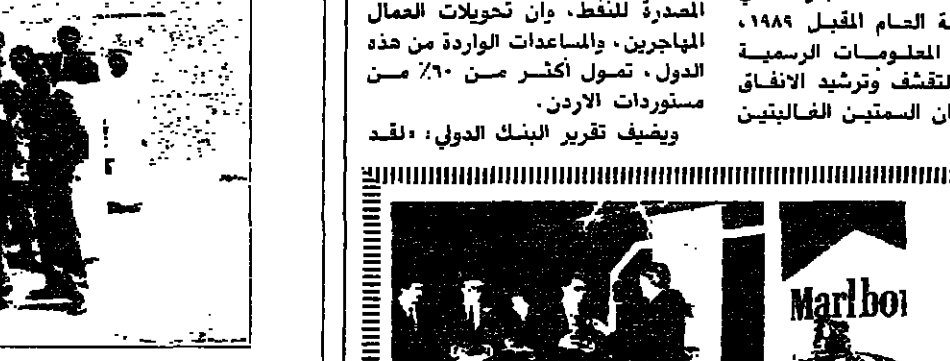 ة العام المقبل ١٩٨٩،
المعلومات الرسمية
لتقشف وترشيد الانفاق
ان السمتين الغالبتين
المصدرة للنفط، وان تحويلات العمال
المهاجرين، والمساعدات الواردة من هذه
الدول، تمول أكثر من ٦٠٪ من
مستوردات الاردن.
ويضيف تقرير البنك الدولي: «لقد
Marlbor